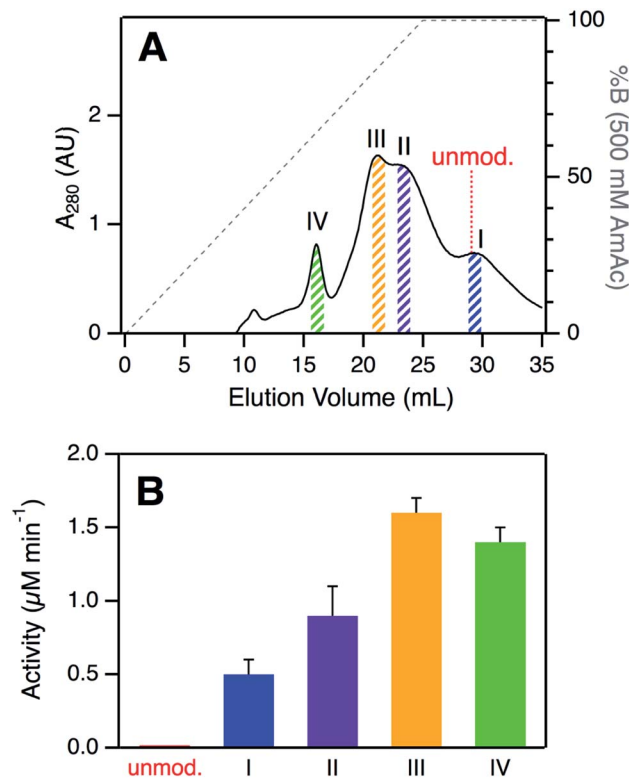 A
A280 (AU)
2
1
0
IV
III
II
unmod.
I
100
50
0
%B (500 mM AmAc)
0 5 10 15 20 25 30 35
Elution Volume (mL)
B
Activity (µM min⁻¹)
2.0
1.5
1.0
0.5
0.0
unmod. I II III IV